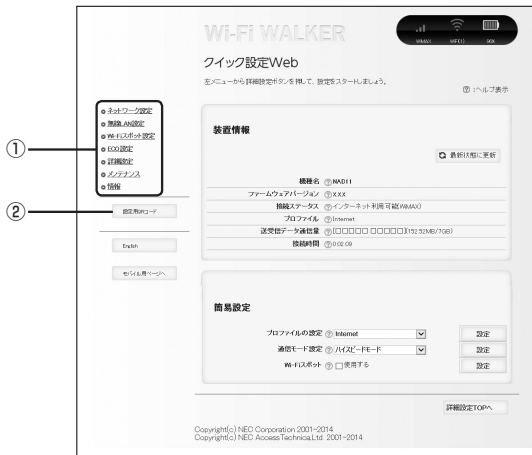 Wi-Fi WALKER
WiMAX
WiFi(1)
90%
クイック設定Web
左メニューから詳細設定ボタンを押して、設定をスタートしましょう。
? :ヘルプ表示
①
ネットワーク設定
無線LAN設定
Wi-Fiスポット設定
ECO設定
詳細設定
メンテナンス
情報
②
設定用QRコード
English
モバイル用ページへ
装置情報
最新状態に更新
機種名 ? NAD11
ファームウェアバージョン ? X.X.X
接続ステータス ? インターネット利用可能(WiMAX)
プロファイル ? Internet
送受信データ通信量 ? [□□□□□ □□□□□](152.52MB/7GB)
接続時間 ? 0:02:09
簡易設定
プロファイルの設定 ? Internet 設定
通信モード設定 ? ハイスピードモード 設定
Wi-Fiスポット ? □使用する 設定
詳細設定TOPへ
Copyright(c) NEC Corporation 2001-2014
Copyright(c) NEC AccessTechnica,Ltd. 2001-2014